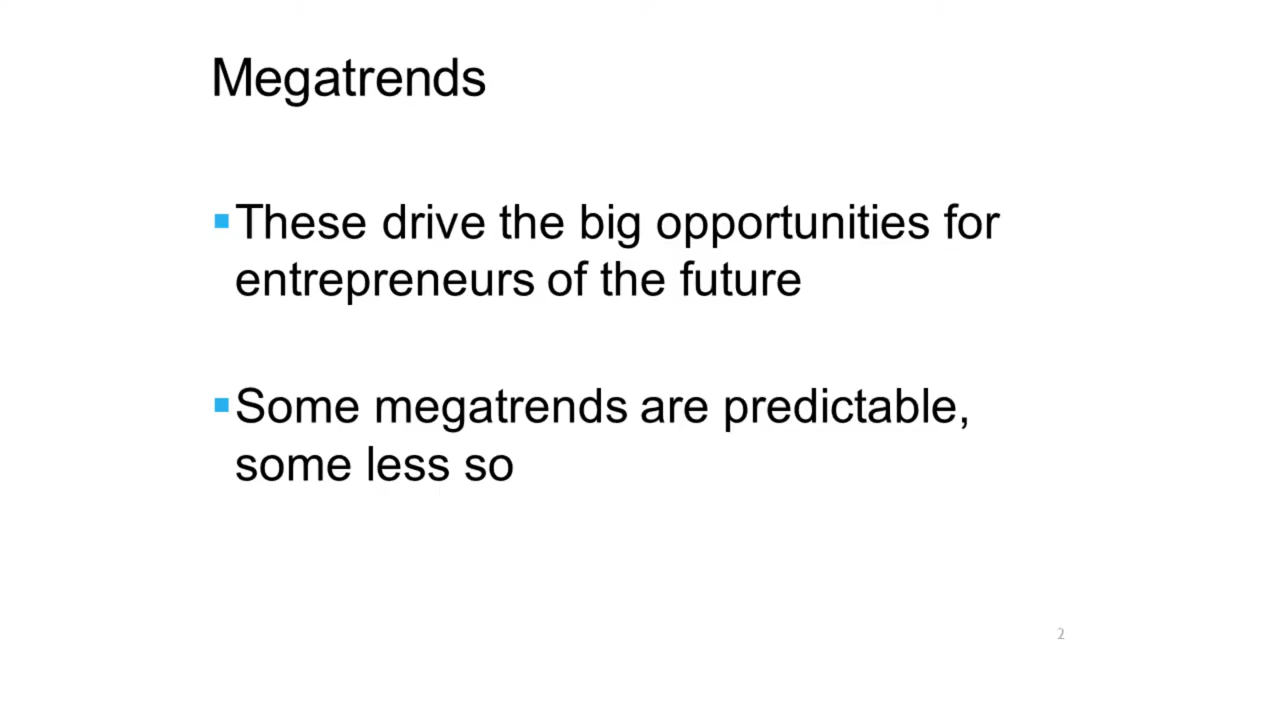 Megatrends
▪These drive the big opportunities for
entrepreneurs of the future
▪Some megatrends are predictable,
some less so
2